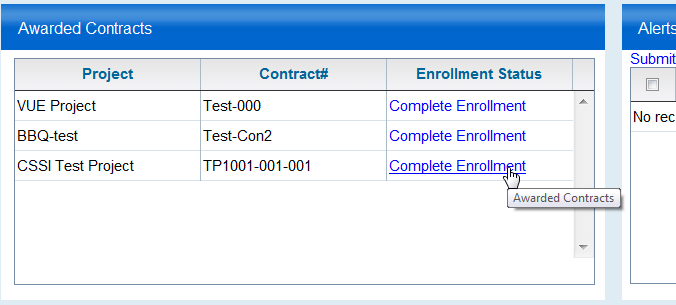 Awarded Contracts
Alerts
Submit
Project Contract# Enrollment Status
VUE Project Test-000 Complete Enrollment
No rec
BBQ-test Test-Con2 Complete Enrollment
CSSI Test Project TP1001-001-001 Complete Enrollment
Awarded Contracts